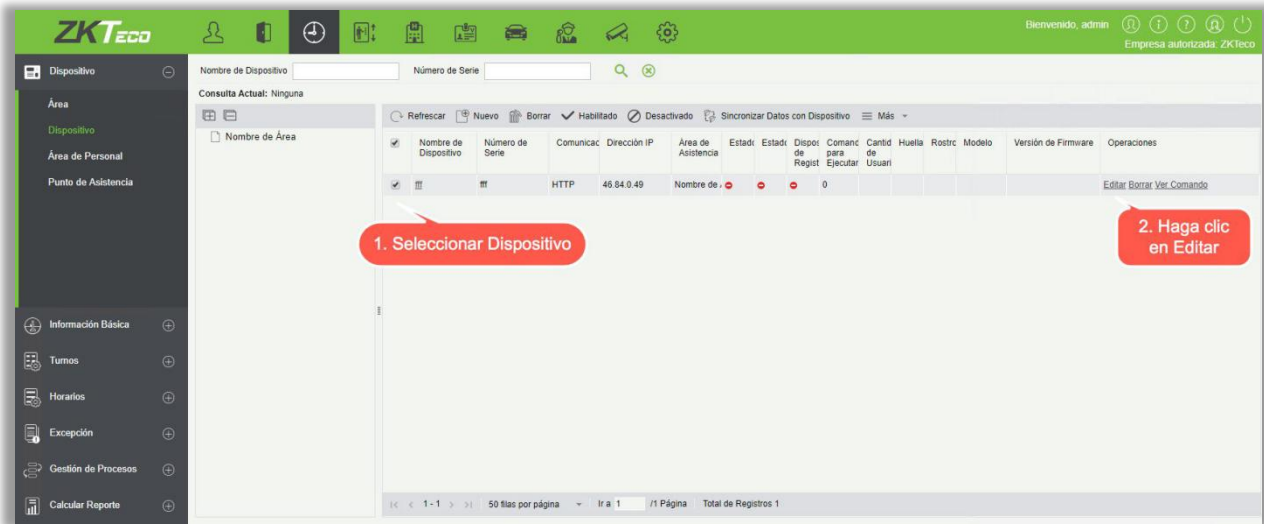 ZKTeco
Bienvenido, admin
Empresa autorizada: ZKTeco
Dispositivo
Área
Dispositivo
Área de Personal
Punto de Asistencia
Información Básica
Turnos
Horarios
Excepción
Gestión de Procesos
Calcular Reporte
Nombre de Dispositivo
Número de Serie
Consulta Actual: Ninguna
Nombre de Área
Refrescar Nuevo Borrar Habilitado Desactivado Sincronizar Datos con Dispositivo Más
Nombre de Dispositivo
Número de Serie
Comunicac
Dirección IP
Área de Asistencia
Estado
Estado
Dispos de Regist
Comand para Ejecutar
Cantid de Usuari
Huella
Rostro
Modelo
Versión de Firmware
Operaciones
fff fff HTTP 46.84.0.49 Nombre de 0 Editar Borrar Ver Comando
1. Seleccionar Dispositivo
2. Haga clic
en Editar
1 - 1 50 filas por página Ir a 1 /1 Página Total de Registros 1